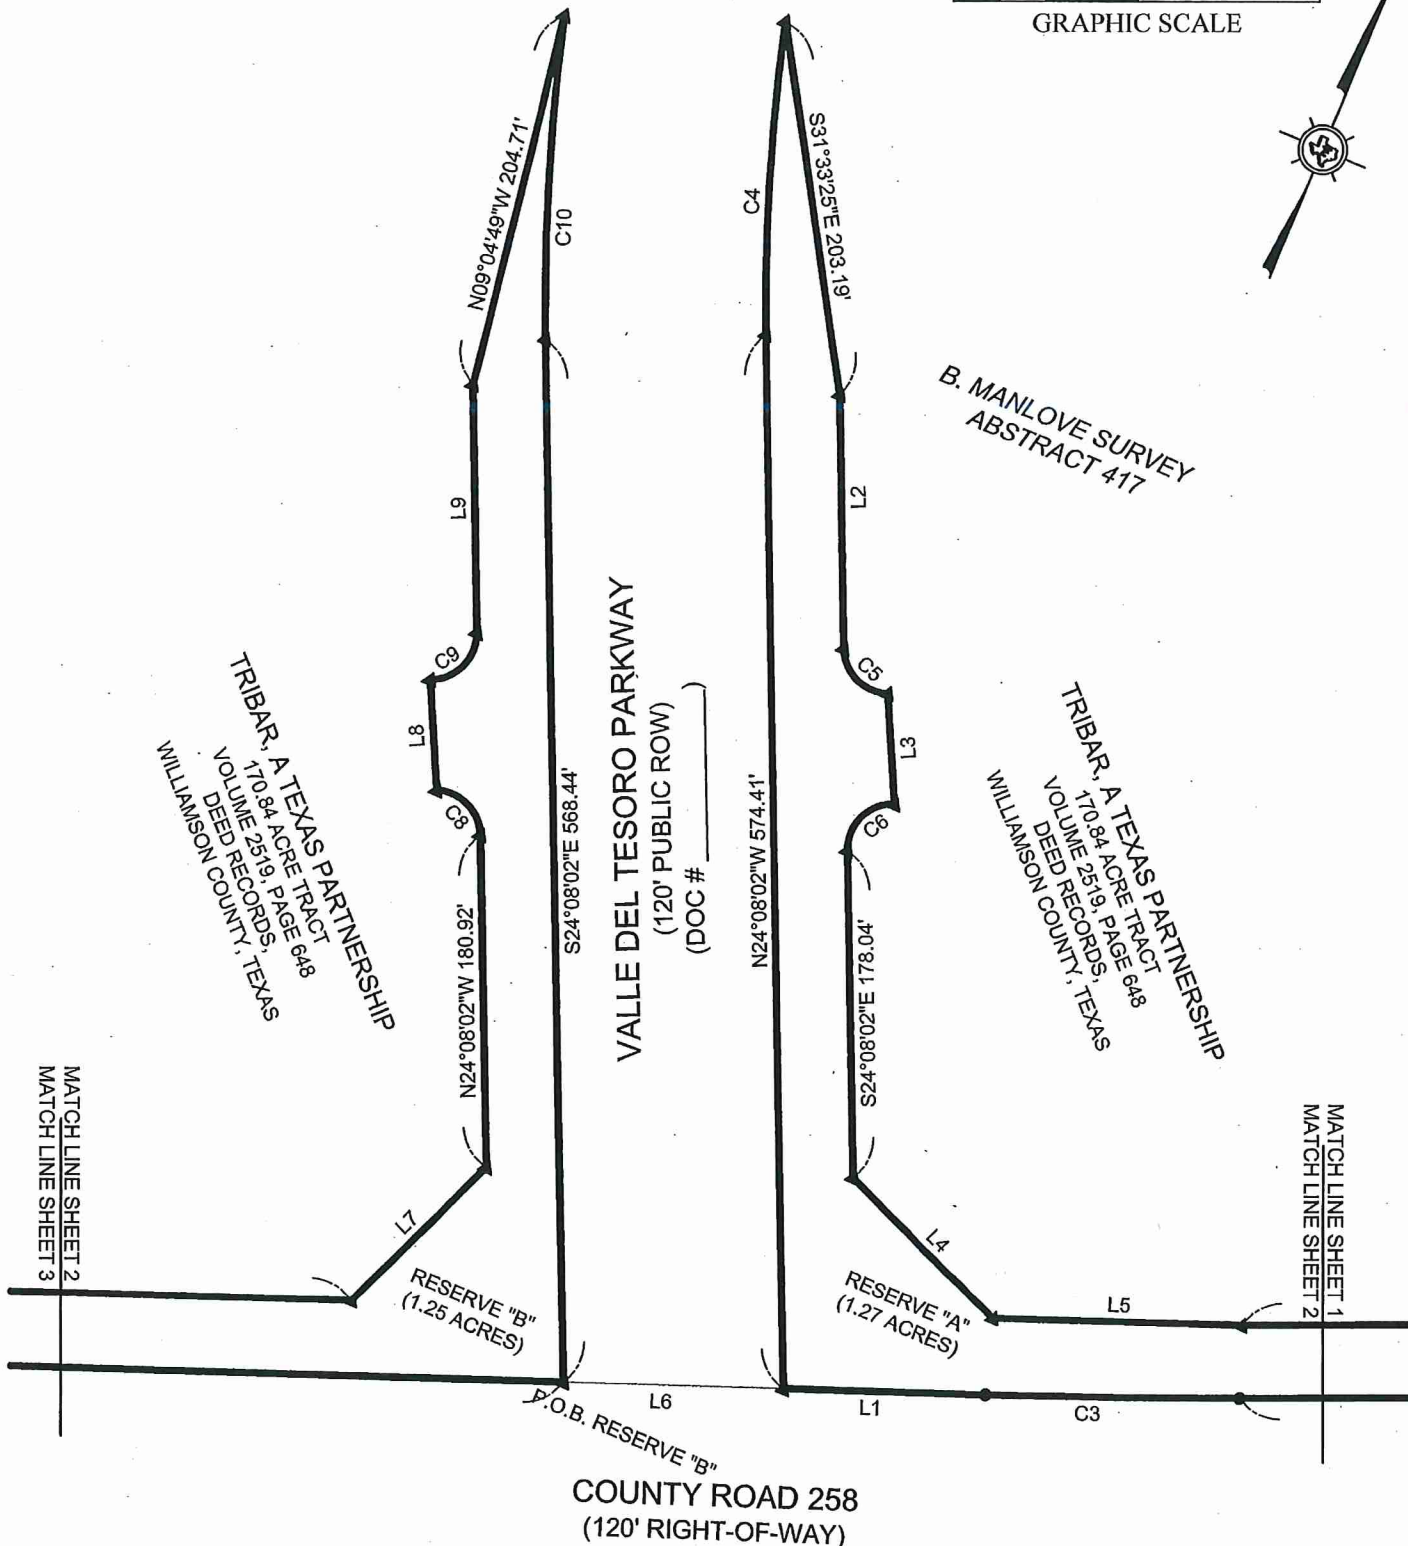 GRAPHIC SCALE
N09°04'49"W 204.71'
C10
C4
S31°33'25"E 203.19'
B. MANLOVE SURVEY
ABSTRACT 417
L9
L2
C9
C5
L8
L3
C8
C6
TRIBAR, A TEXAS PARTNERSHIP
170.84 ACRE TRACT
VOLUME 2519, PAGE 648
DEED RECORDS,
WILLIAMSON COUNTY, TEXAS
S24°08'02"E 568.44'
VALLE DEL TESORO PARKWAY
(120' PUBLIC ROW)
(DOC # ________)
N24°08'02"W 574.41'
TRIBAR, A TEXAS PARTNERSHIP
170.84 ACRE TRACT
VOLUME 2519, PAGE 648
DEED RECORDS,
WILLIAMSON COUNTY, TEXAS
N24°08'02"W 180.92'
S24°08'02"E 178.04'
MATCH LINE SHEET 2
MATCH LINE SHEET 3
MATCH LINE SHEET 1
MATCH LINE SHEET 2
L7
L4
RESERVE "B"
(1.25 ACRES)
RESERVE "A"
(1.27 ACRES)
L5
L6
L1
C3
P.O.B. RESERVE "B"
COUNTY ROAD 258
(120' RIGHT-OF-WAY)